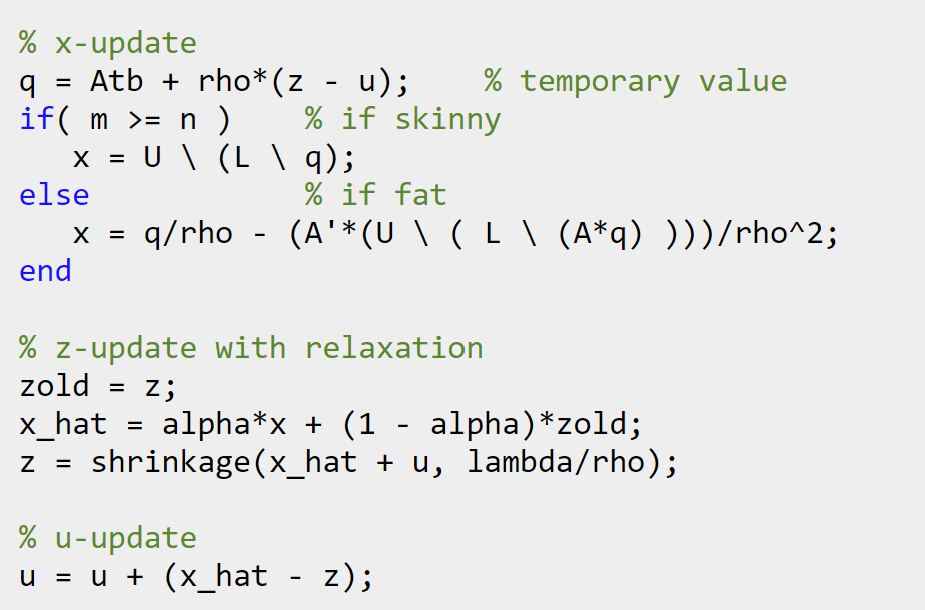 % x-update
q = Atb + rho*(z - u);    % temporary value
if( m >= n )    % if skinny
   x = U \ (L \ q);
else            % if fat
   x = q/rho - (A'*(U \ ( L \ (A*q) )))/rho^2;
end

% z-update with relaxation
zold = z;
x_hat = alpha*x + (1 - alpha)*zold;
z = shrinkage(x_hat + u, lambda/rho);

% u-update
u = u + (x_hat - z);